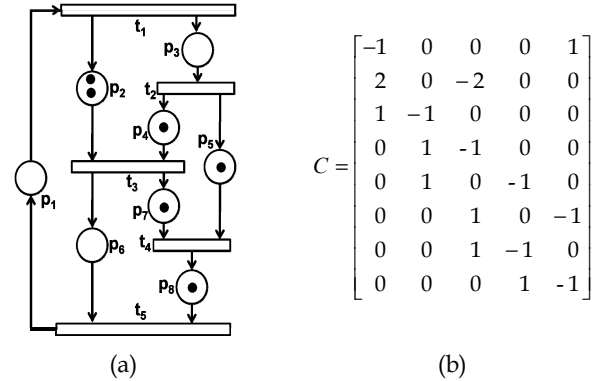 t1
p3
t2
p2
p4
p5
t3
p1
p7
p6
t4
p8
t5
C =
−1 0 0 0 1
2 0 −2 0 0
1 −1 0 0 0
0 1 -1 0 0
0 1 0 -1 0
0 0 1 0 −1
0 0 1 −1 0
0 0 0 1 -1
(a) (b)